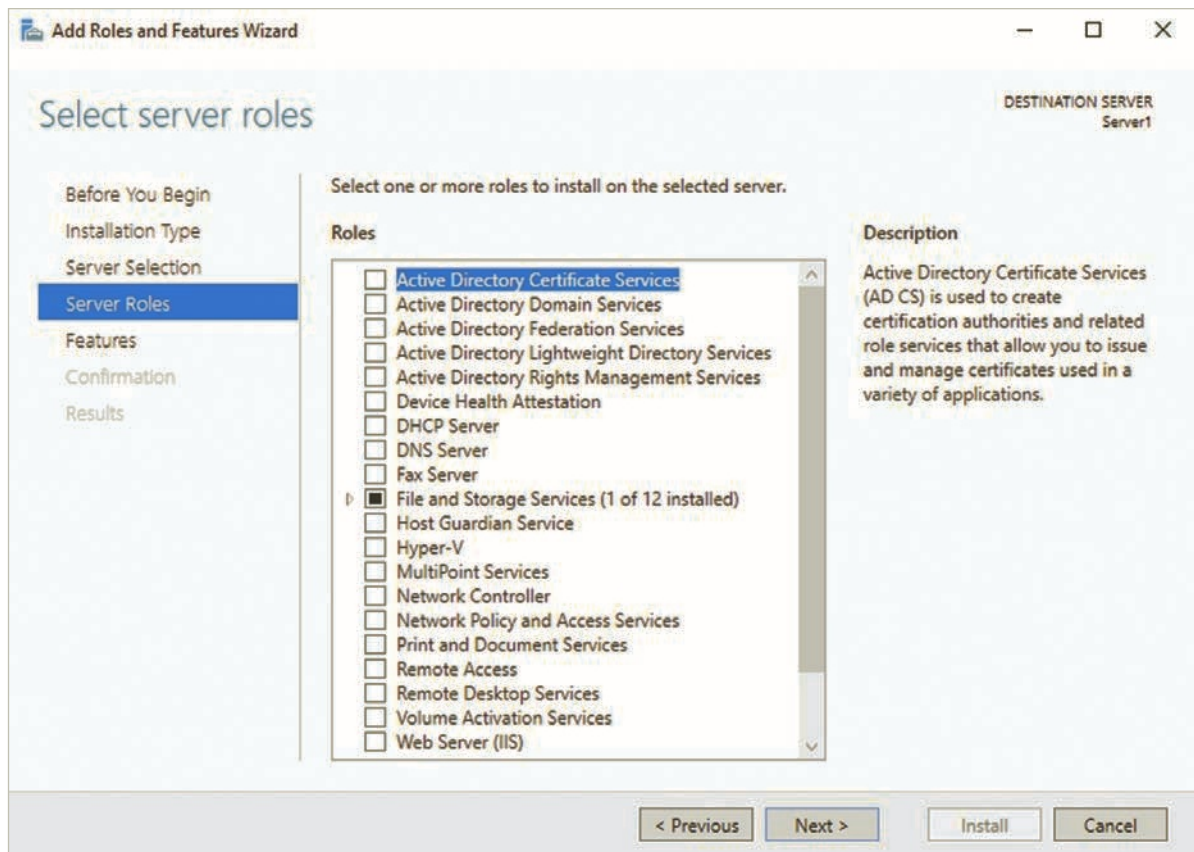 Add Roles and Features Wizard
Select server roles
DESTINATION SERVER
Server1
Before You Begin
Installation Type
Server Selection
Server Roles
Features
Confirmation
Results
Select one or more roles to install on the selected server.
Roles
Active Directory Certificate Services
Active Directory Domain Services
Active Directory Federation Services
Active Directory Lightweight Directory Services
Active Directory Rights Management Services
Device Health Attestation
DHCP Server
DNS Server
Fax Server
File and Storage Services (1 of 12 installed)
Host Guardian Service
Hyper-V
MultiPoint Services
Network Controller
Network Policy and Access Services
Print and Document Services
Remote Access
Remote Desktop Services
Volume Activation Services
Web Server (IIS)
Description
Active Directory Certificate Services
(AD CS) is used to create
certification authorities and related
role services that allow you to issue
and manage certificates used in a
variety of applications.
< Previous
Next >
Install
Cancel